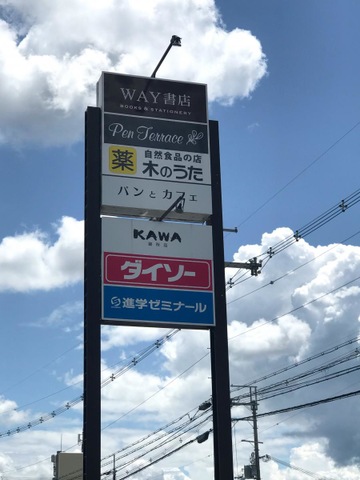 WAY書店
BOOKS & STATIONERY
Pen Terrace
薬
自然食品の店
木のうた
パンとカフェ
KAWA
ダイソー
進学ゼミナール